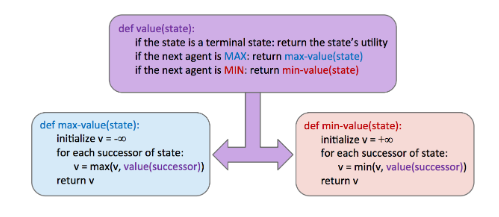 def value(state):
if the state is a terminal state: return the state's utility
if the next agent is MAX: return max-value(state)
if the next agent is MIN: return min-value(state)
def max-value(state):
initialize v = -∞
for each successor of state:
v = max(v, value(successor))
return v
def min-value(state):
initialize v = +∞
for each successor of state:
v = min(v, value(successor))
return v